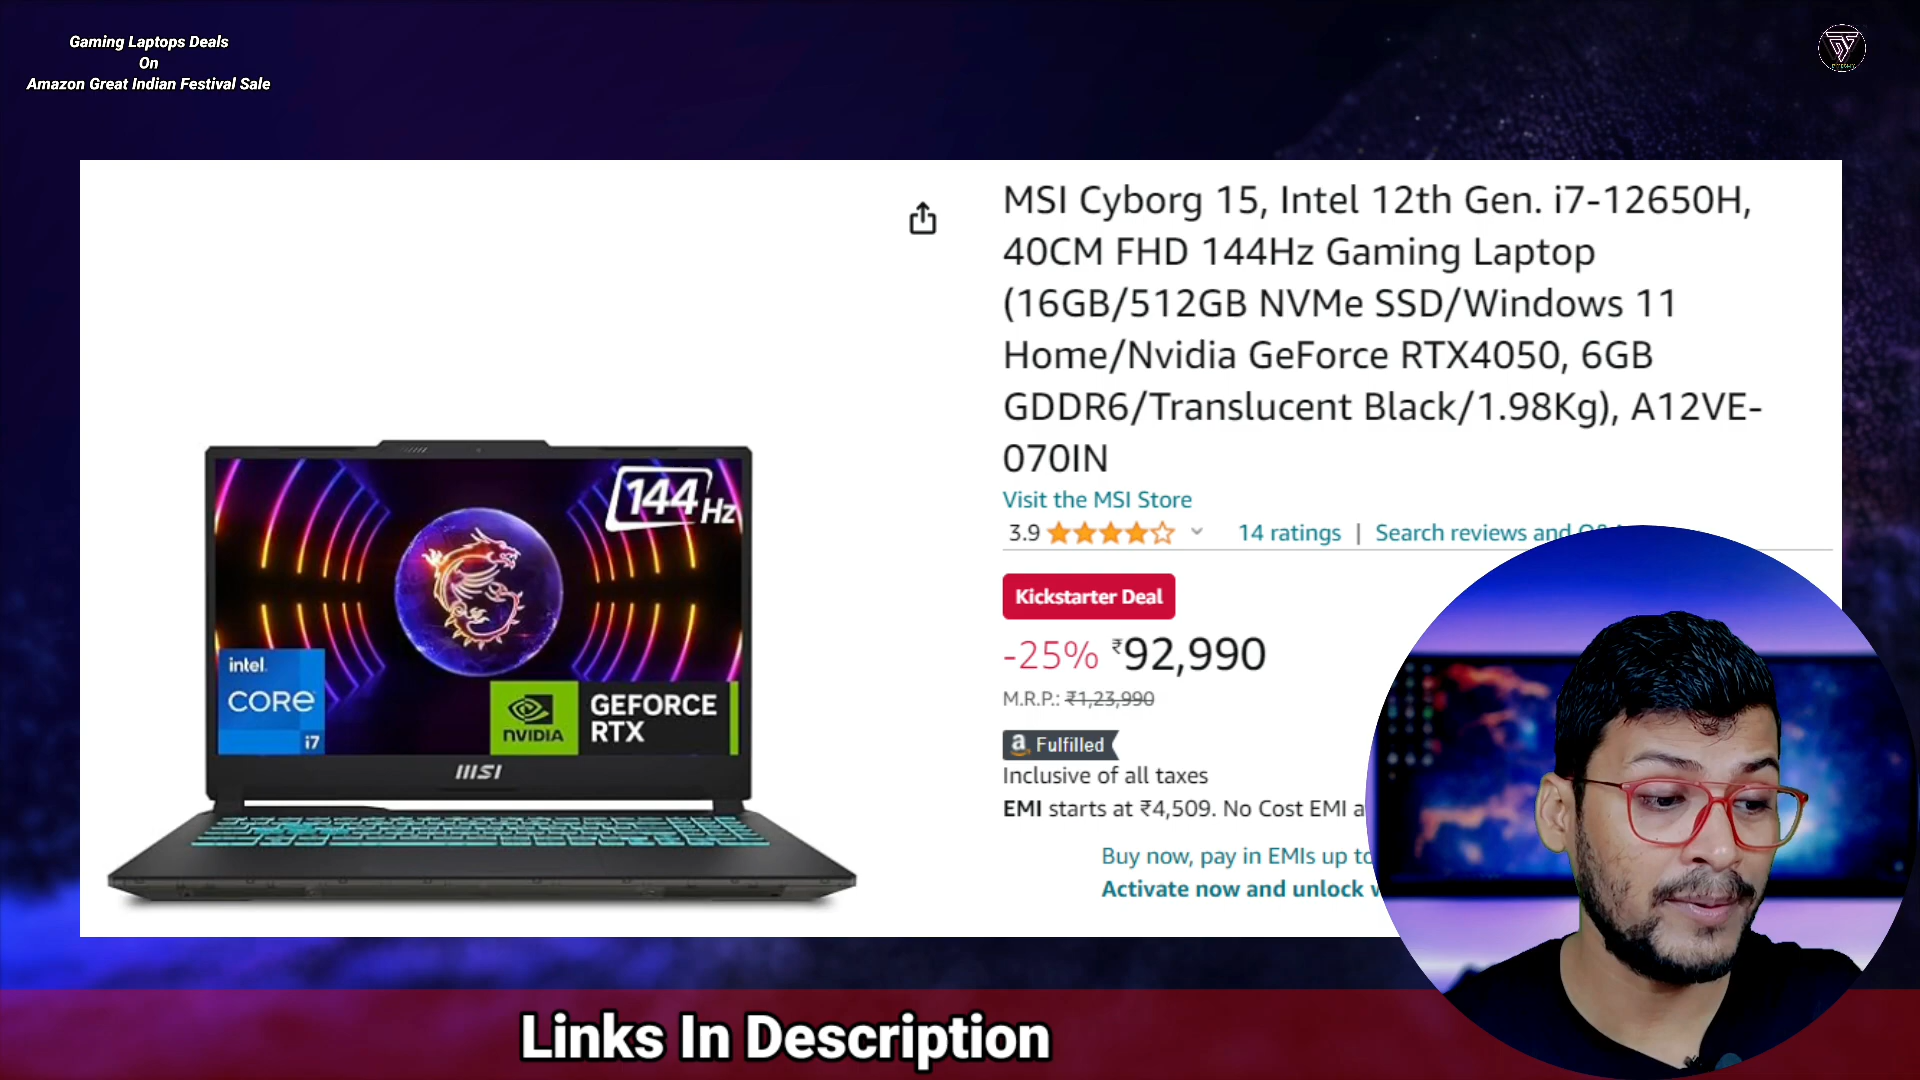 Gaming Laptops Deals
On
Amazon Great Indian Festival Sale
MSI Cyborg 15, Intel 12th Gen. i7-12650H,
40CM FHD 144Hz Gaming Laptop
(16GB/512GB NVMe SSD/Windows 11
Home/Nvidia GeForce RTX4050, 6GB
GDDR6/Translucent Black/1.98Kg), A12VE-
070IN
Visit the MSI Store
3.9 14 ratings | Search reviews and
Kickstarter Deal
-25% ₹92,990
M.R.P.: ₹1,23,990
a Fulfilled
Inclusive of all taxes
EMI starts at ₹4,509. No Cost EMI a
Buy now, pay in EMIs up to
Activate now and unlock
144Hz
intel.
CORE
i7
NVIDIA
GEFORCE
RTX
msi
Links In Description